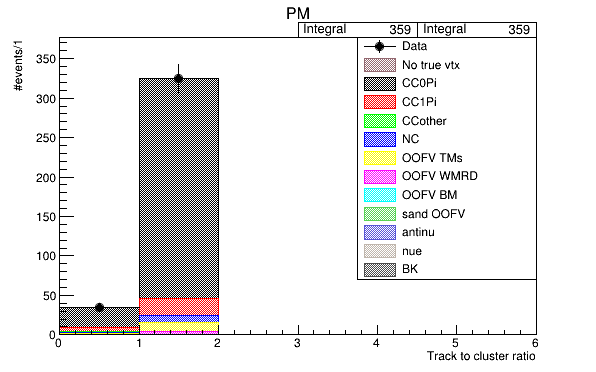 PM
Integral 359 Integral 359
#events/1
350
300
250
200
150
100
50
0
0 1 2 3 4 5 6
Track to cluster ratio
Data
No true vtx
CC0Pi
CC1Pi
CCother
NC
OOFV TMs
OOFV WMRD
OOFV BM
sand OOFV
antinu
nue
BK